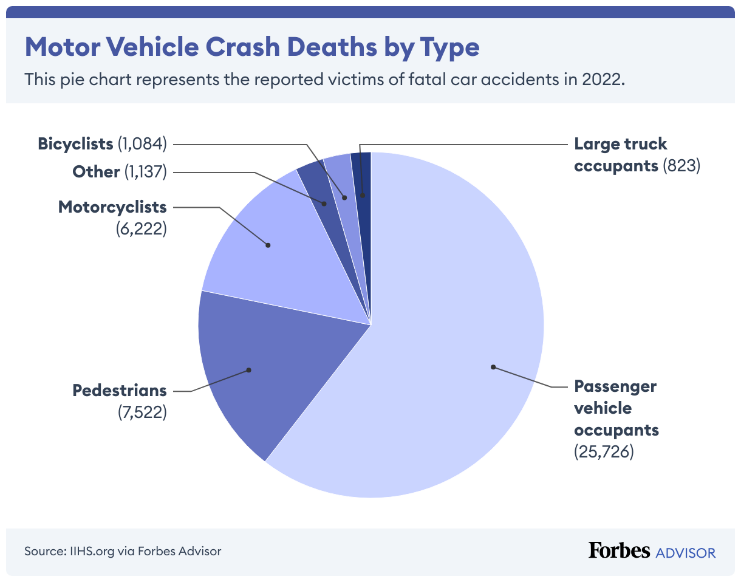 Motor Vehicle Crash Deaths by Type
This pie chart represents the reported victims of fatal car accidents in 2022.
Bicyclists (1,084)
Other (1,137)
Motorcyclists
(6,222)
Pedestrians
(7,522)
Large truck
cccupants (823)
Passenger
vehicle
occupants
(25,726)
Source: IIHS.org via Forbes Advisor
Forbes ADVISOR